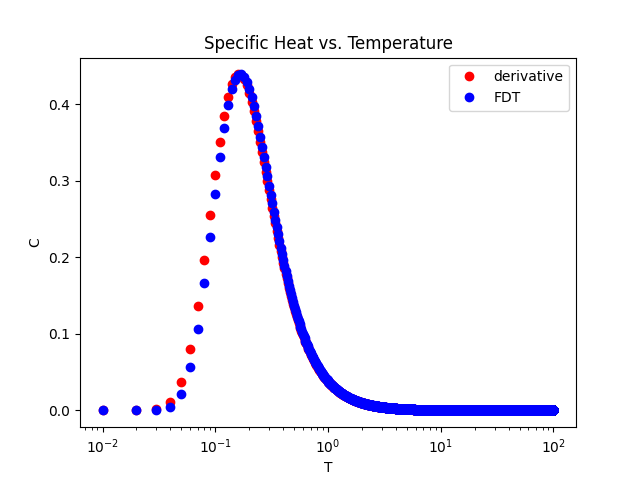 Specific Heat vs. Temperature
derivative
FDT
C
0.4
0.3
0.2
0.1
0.0
10⁻²
10⁻¹
10⁰
10¹
10²
T